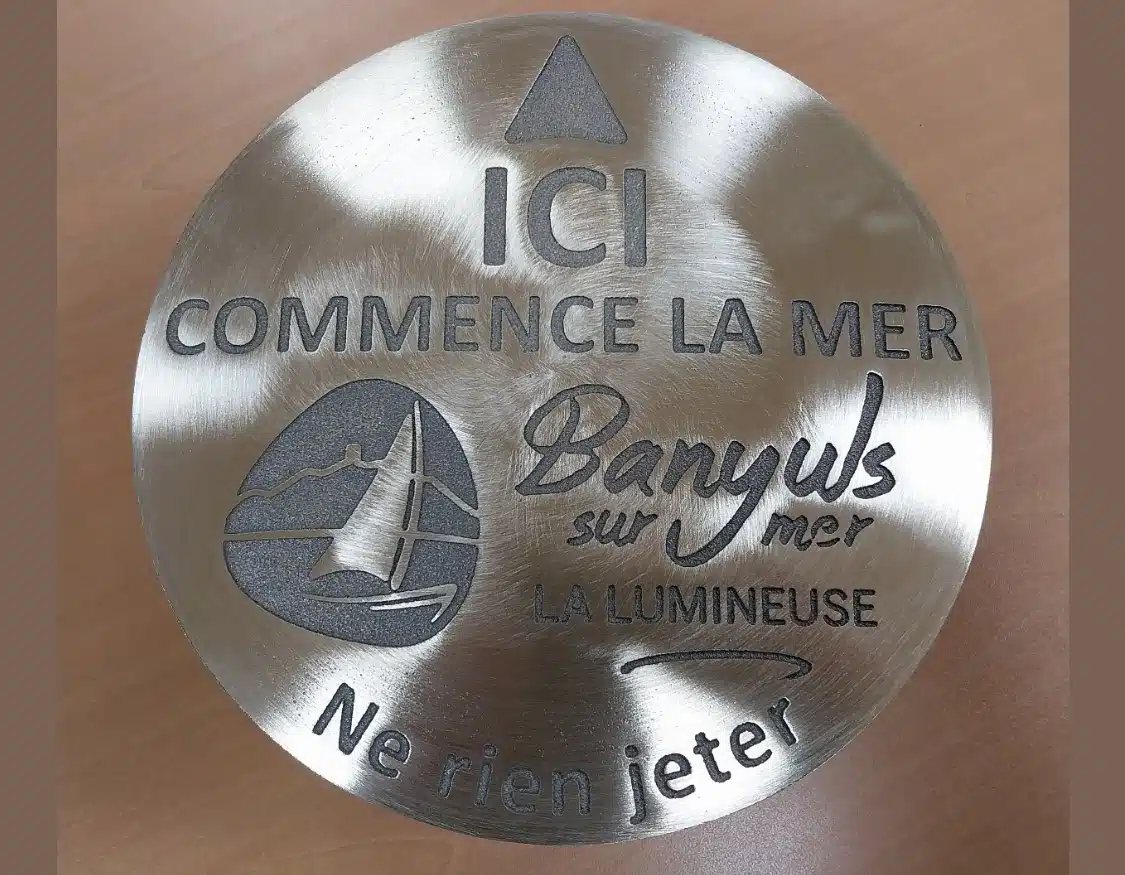 ICI
COMMENCE LA MER
Banyuls
sur mer
LA LUMINEUSE
Ne rien jeter